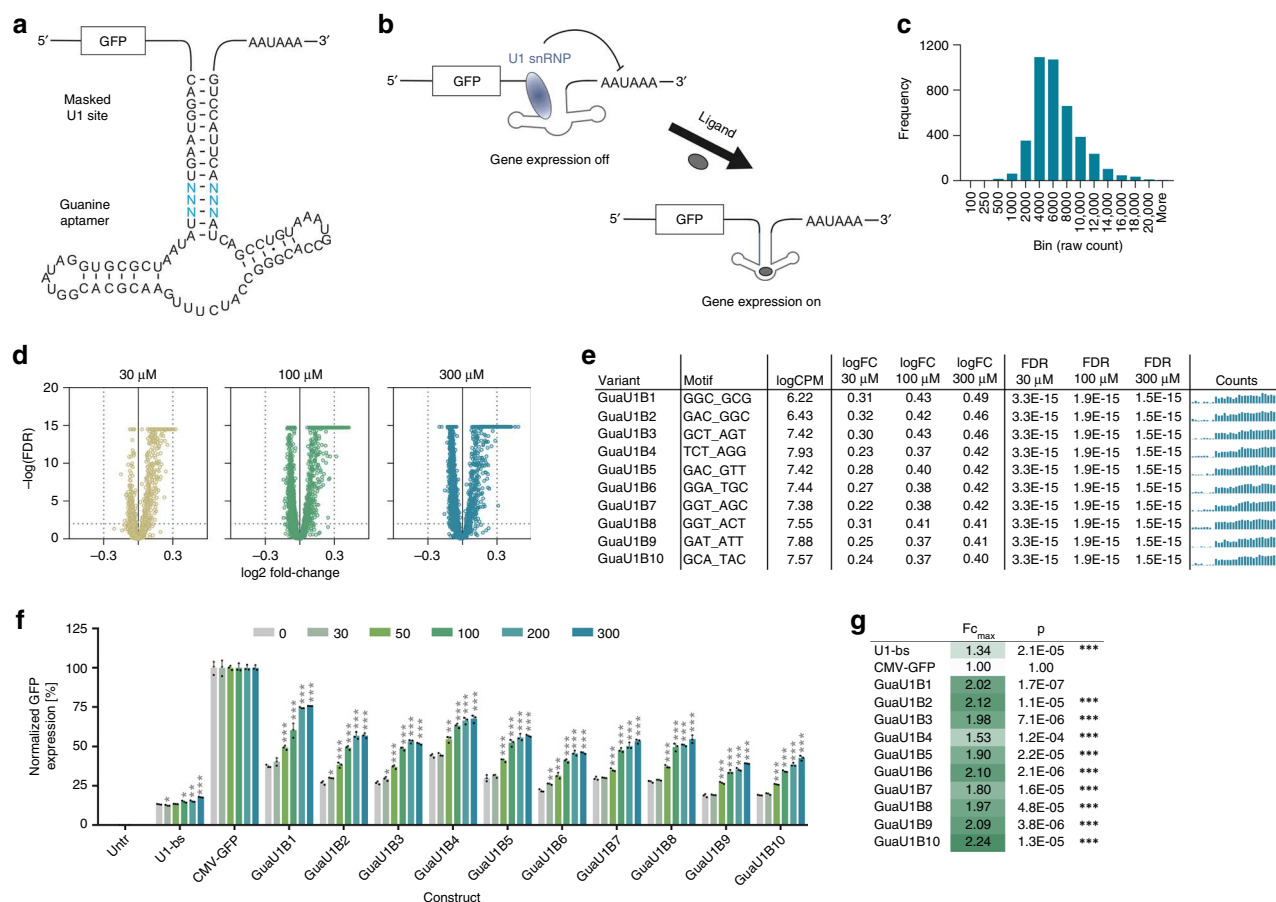 a
5′
GFP
AAUAAA
3′
Masked
U1 site
C A G G U A A G U N N N U A
G U C C A U U C A N N N A
Guanine
aptamer
b
U1 snRNP
5′
GFP
AAUAAA
3′
Gene expression off
Ligand
5′
GFP
AAUAAA
3′
Gene expression on
c
Frequency
1200
800
400
0
100
250
5000
1000
2000
4000
6000
8000
10,000
12,000
14,000
16,000
18,000
20,000
More
Bin (raw count)
d
30 μM
100 μM
300 μM
−log(FDR)
20
15
10
5
0
−0.3 0.3
−0.3 0.3
−0.3 0.3
log2 fold-change
e
Variant Motif logCPM logFC 30 μM logFC 100 μM logFC 300 μM FDR 30 μM FDR 100 μM FDR 300 μM Counts
GuaU1B1 GGC_GCG 6.22 0.31 0.43 0.49 3.3E-15 1.9E-15 1.5E-15
GuaU1B2 GAC_GGC 6.43 0.32 0.42 0.46 3.3E-15 1.9E-15 1.5E-15
GuaU1B3 GCT_AGT 7.42 0.30 0.43 0.46 3.3E-15 1.9E-15 1.5E-15
GuaU1B4 TCT_AGG 7.93 0.23 0.37 0.42 3.3E-15 1.9E-15 1.5E-15
GuaU1B5 GAC_GTT 7.42 0.28 0.40 0.42 3.3E-15 1.9E-15 1.5E-15
GuaU1B6 GGA_TGC 7.44 0.27 0.38 0.42 3.3E-15 1.9E-15 1.5E-15
GuaU1B7 GGT_AGC 7.38 0.22 0.38 0.42 3.3E-15 1.9E-15 1.5E-15
GuaU1B8 GGT_ACT 7.55 0.31 0.41 0.41 3.3E-15 1.9E-15 1.5E-15
GuaU1B9 GAT_ATT 7.88 0.25 0.37 0.41 3.3E-15 1.9E-15 1.5E-15
GuaU1B10 GCA_TAC 7.57 0.24 0.37 0.40 3.3E-15 1.9E-15 1.5E-15
f
Normalized GFP
expression [%]
125
100
75
50
25
0
0 30 50 100 200 300
Untr
U1-bs
CMV-GFP
GuaU1B1
GuaU1B2
GuaU1B3
GuaU1B4
GuaU1B5
GuaU1B6
GuaU1B7
GuaU1B8
GuaU1B9
GuaU1B10
Construct
g
Fc max p
U1-bs 1.34 2.1E-05 ***
CMV-GFP 1.00 1.00
GuaU1B1 2.02 1.7E-07
GuaU1B2 2.12 1.1E-05 ***
GuaU1B3 1.98 7.1E-06 ***
GuaU1B4 1.53 1.2E-04 ***
GuaU1B5 1.90 2.2E-05 ***
GuaU1B6 2.10 2.1E-06 ***
GuaU1B7 1.80 1.6E-05 ***
GuaU1B8 1.97 4.8E-05 ***
GuaU1B9 2.09 3.8E-06 ***
GuaU1B10 2.24 1.3E-05 ***